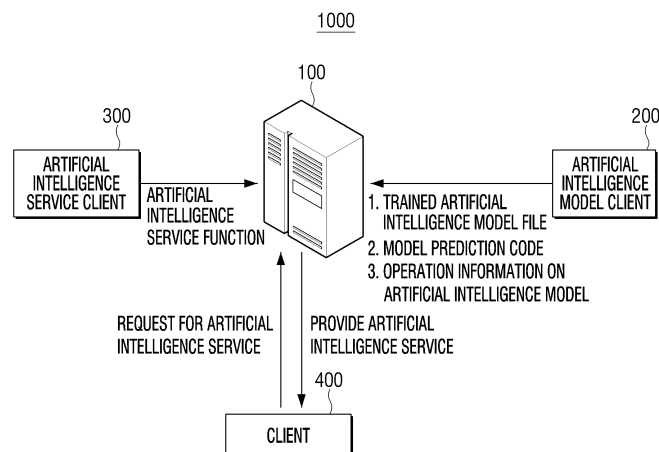 1000
100
300
200
ARTIFICIAL
INTELLIGENCE
SERVICE CLIENT
ARTIFICIAL
INTELLIGENCE
SERVICE FUNCTION
ARTIFICIAL
INTELLIGENCE
MODEL CLIENT
1. TRAINED ARTIFICIAL
INTELLIGENCE MODEL FILE
2. MODEL PREDICTION CODE
3. OPERATION INFORMATION ON
ARTIFICIAL INTELLIGENCE MODEL
REQUEST FOR ARTIFICIAL
INTELLIGENCE SERVICE
PROVIDE ARTIFICIAL
INTELLIGENCE SERVICE
400
CLIENT